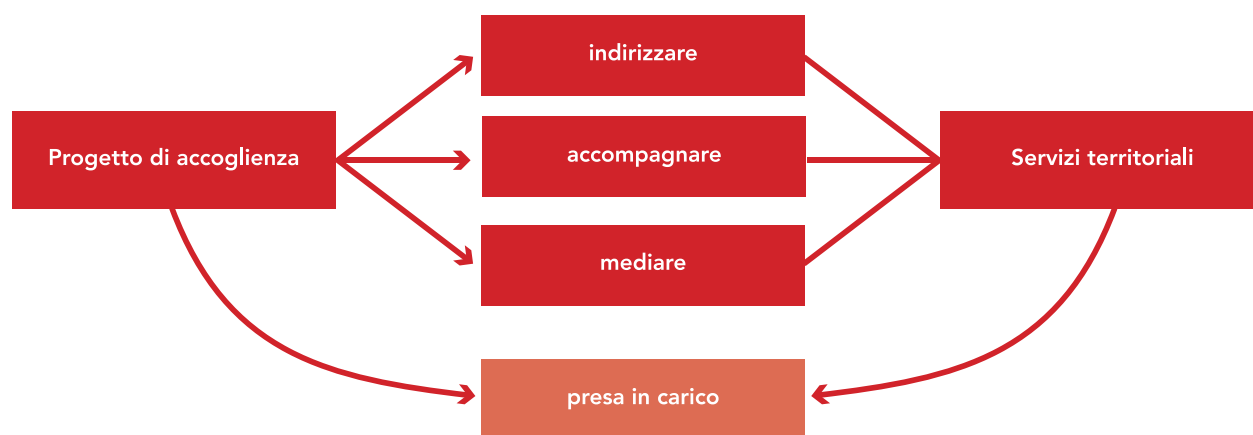 indirizzare
Progetto di accoglienza
accompagnare
Servizi territoriali
mediare
presa in carico